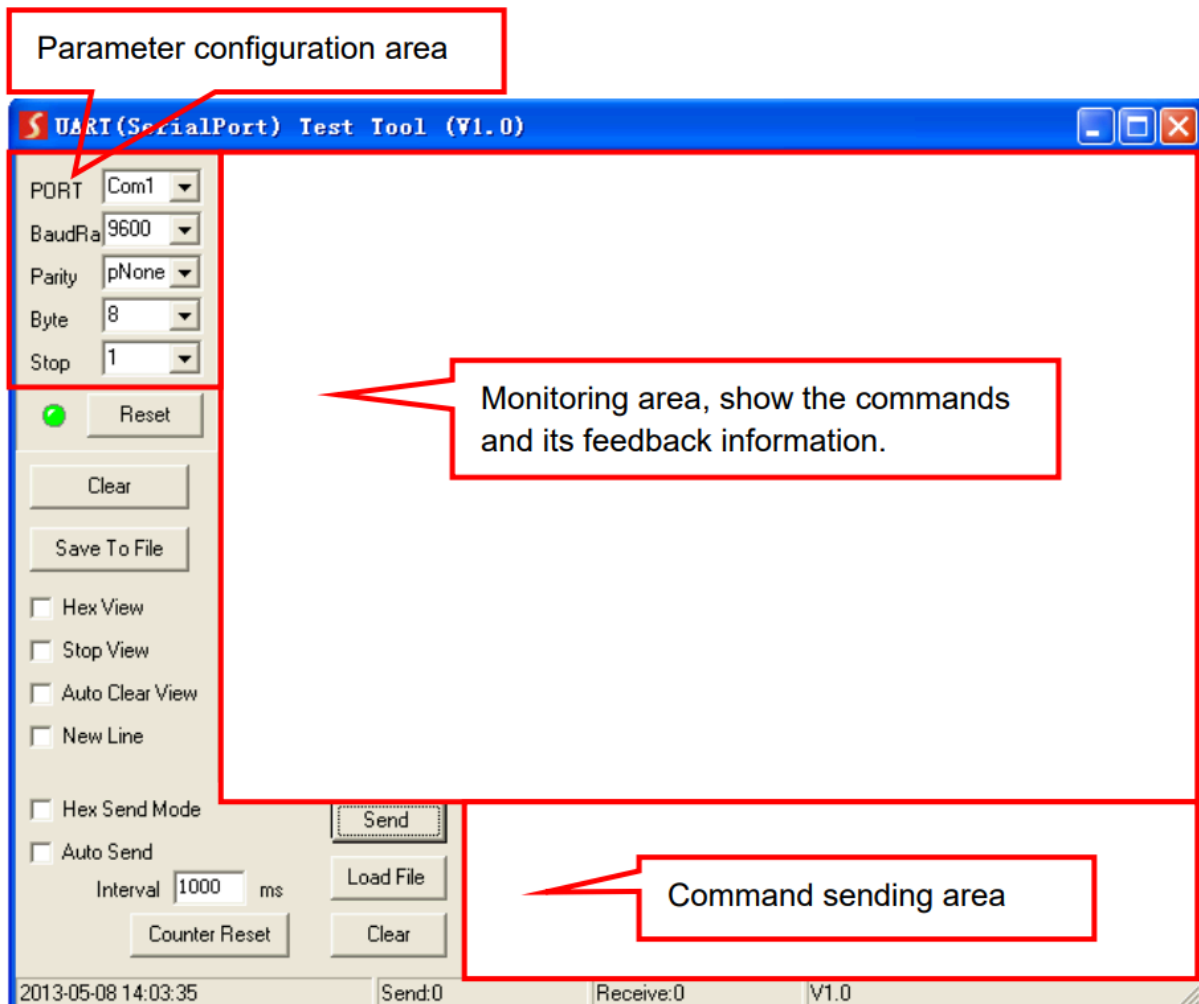 Parameter configuration area
UART(SerialPort) Test Tool (V1.0)
PORT Com1
BaudRa 9600
Parity pNone
Byte 8
Stop 1
Reset
Monitoring area, show the commands
and its feedback information.
Clear
Save To File
Hex View
Stop View
Auto Clear View
New Line
Hex Send Mode
Send
Auto Send
Interval 1000 ms
Load File
Command sending area
Counter Reset
Clear
2013-05-08 14:03:35 Send:0 Receive:0 V1.0